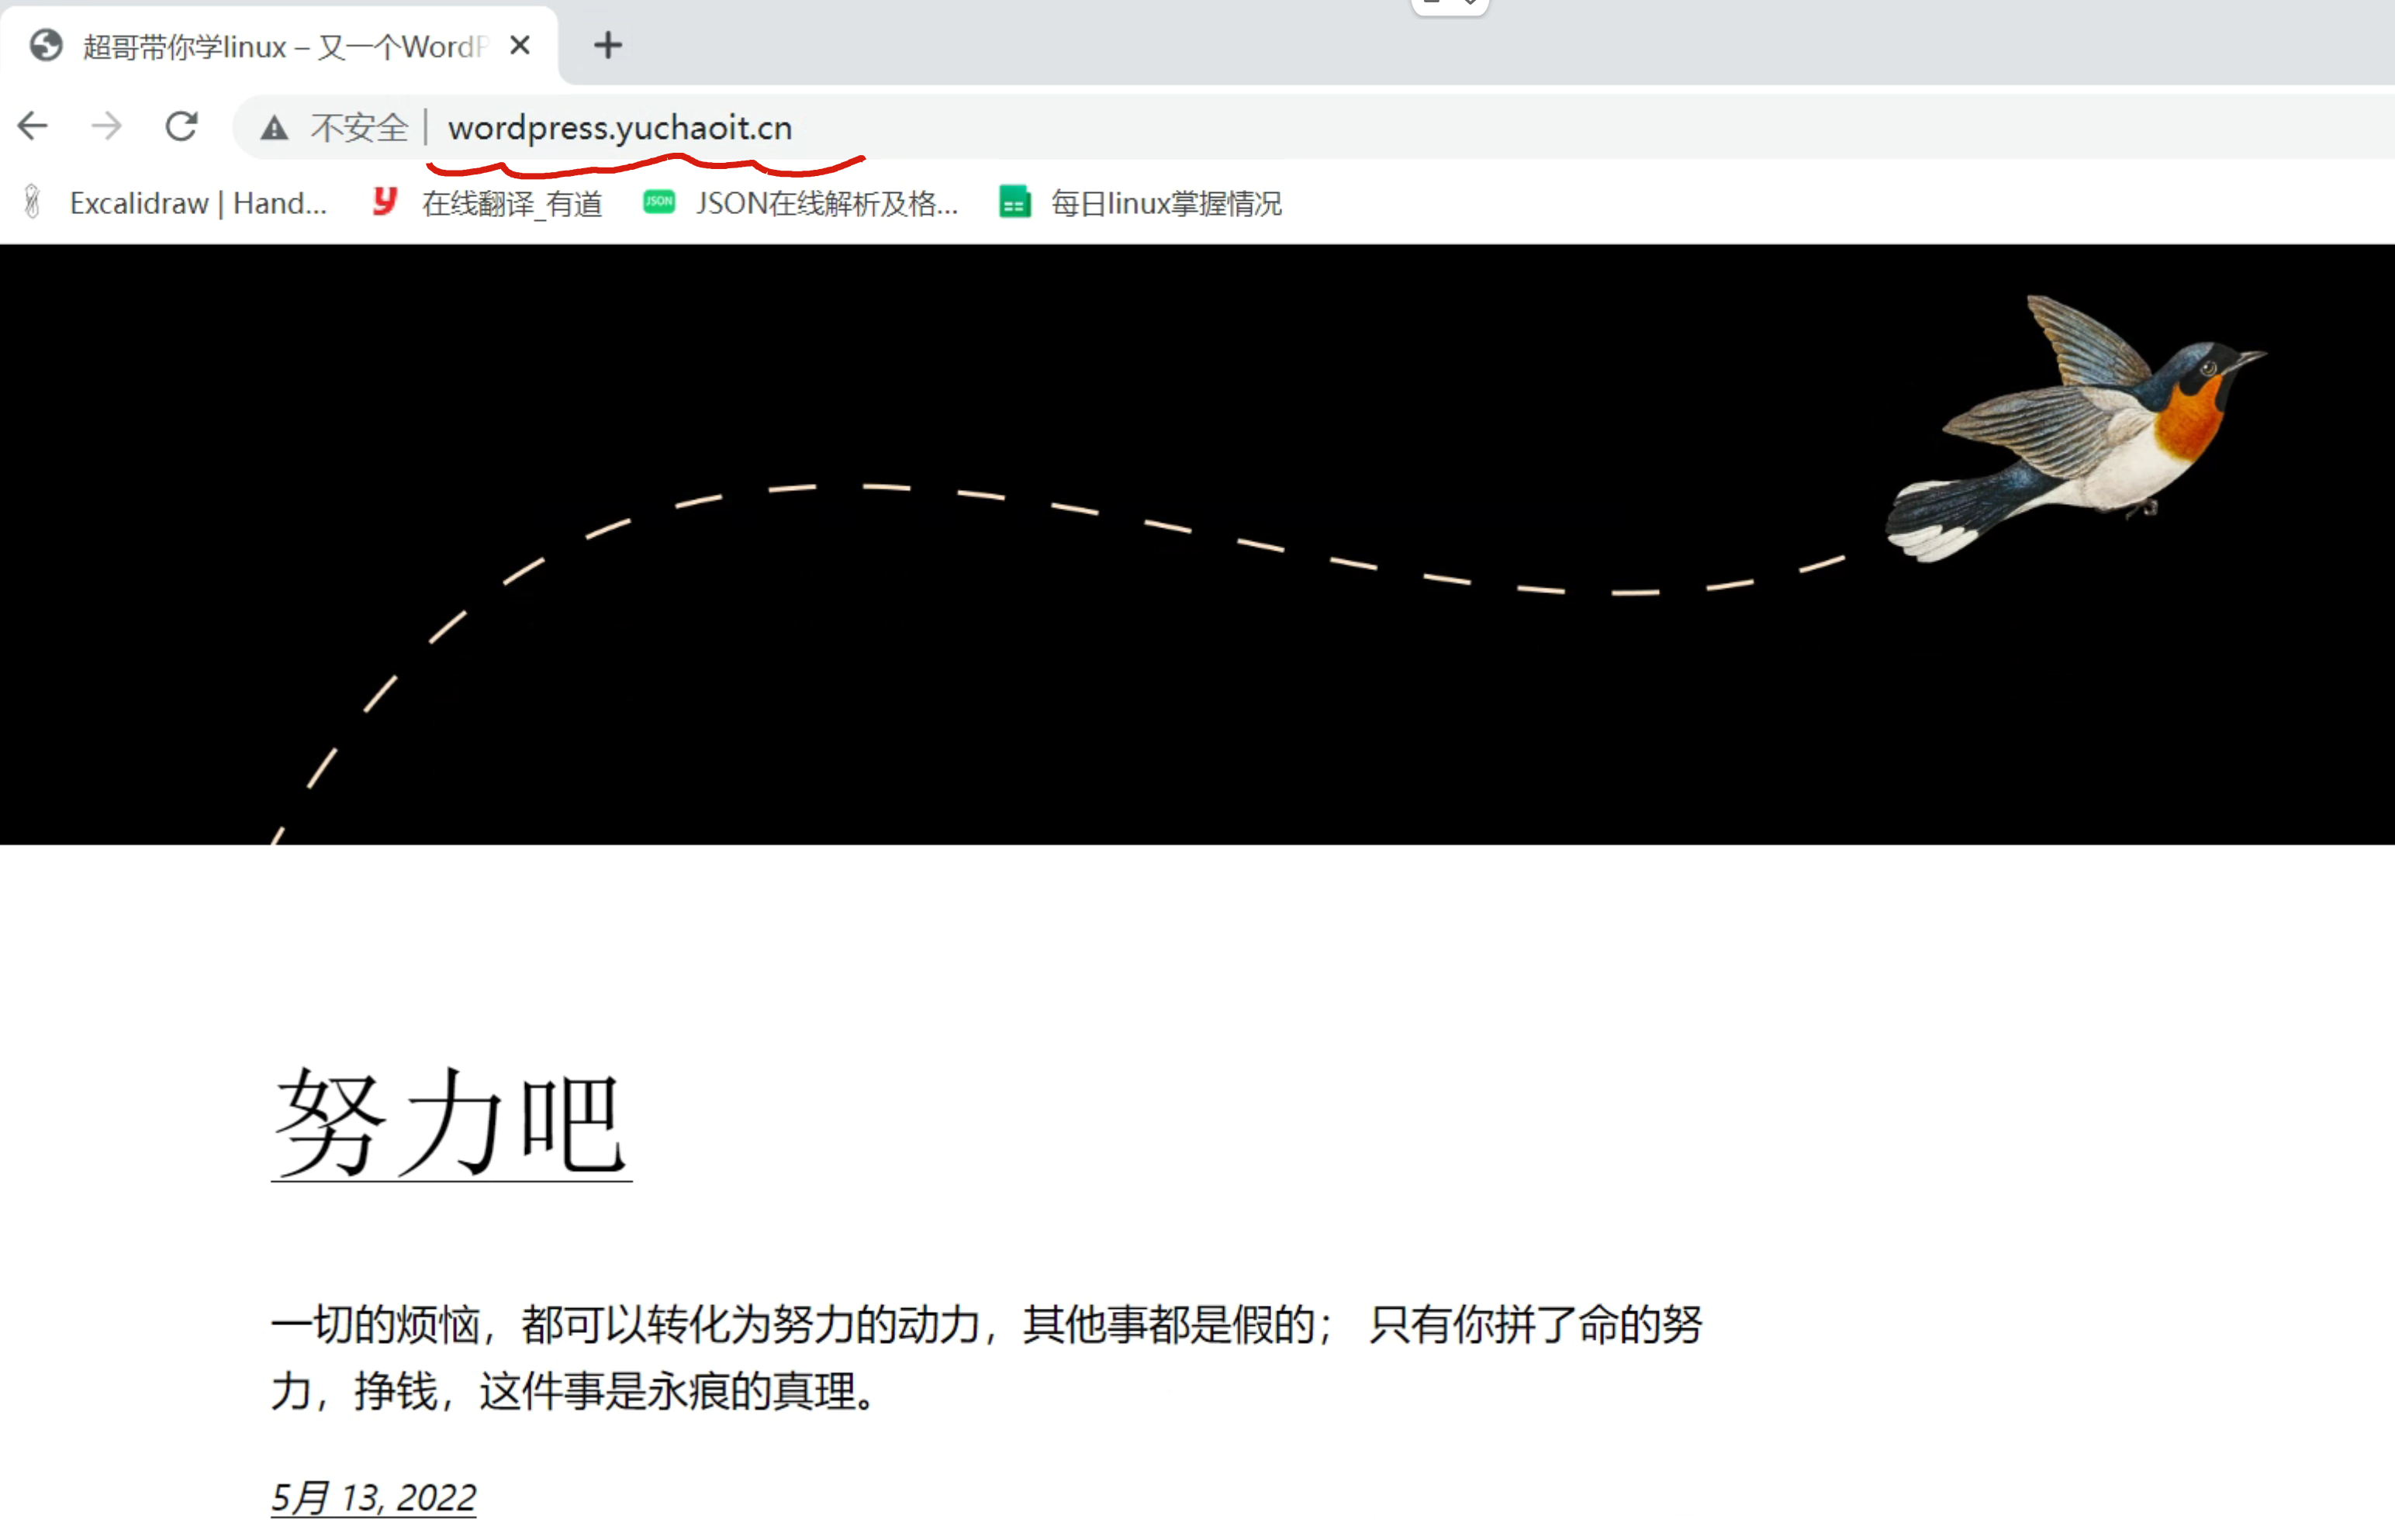 超哥带你学linux – 又一个WordP
不安全 | wordpress.yuchaoit.cn
Excalidraw | Hand... y 在线翻译_有道 JSON JSON在线解析及格... 每日linux掌握情况
努力吧
一切的烦恼，都可以转化为努力的动力，其他事都是假的； 只有你拼了命的努
力，挣钱，这件事是永痕的真理。
5月 13, 2022